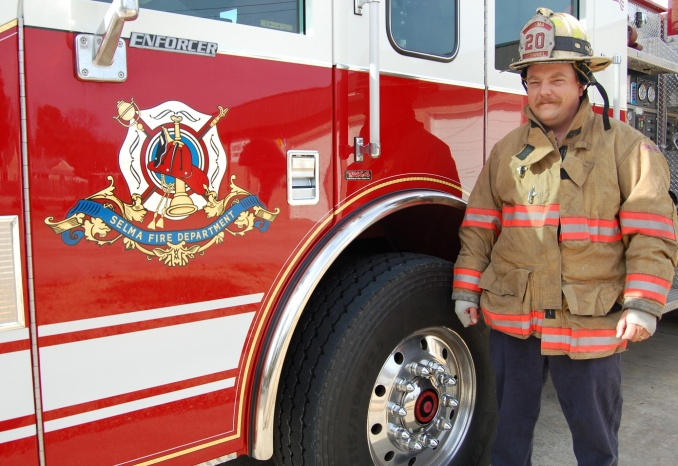 ENFORCER
SELMA FIRE DEPARTMENT
20